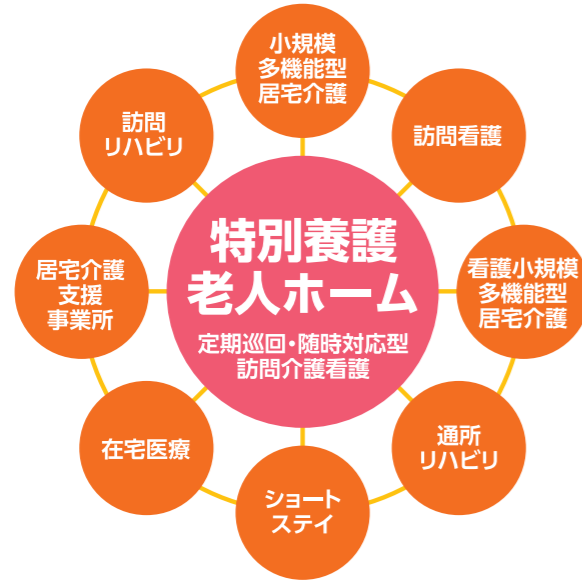 小規模
多機能型
居宅介護
訪問看護
看護小規模
多機能型
居宅介護
通所
リハビリ
ショート
ステイ
在宅医療
居宅介護
支援
事業所
訪問
リハビリ
特別養護
老人ホーム
定期巡回・随時対応型
訪問介護看護